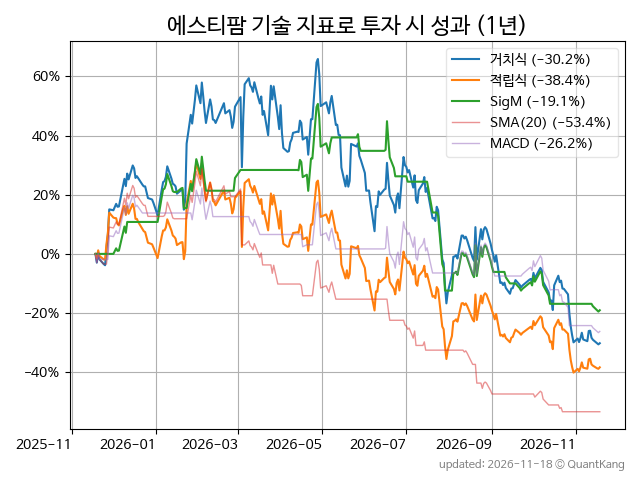 에스티팜 기술 지표로 투자 시 성과 (1년)
거치식 (−30.2%)
적립식 (−38.4%)
SigM (−19.1%)
SMA(20) (−53.4%)
MACD (−26.2%)
60%
40%
20%
0%
−20%
−40%
2025-11
2026-01
2026-03
2026-05
2026-07
2026-09
2026-11
updated: 2026-11-18 © QuantKang